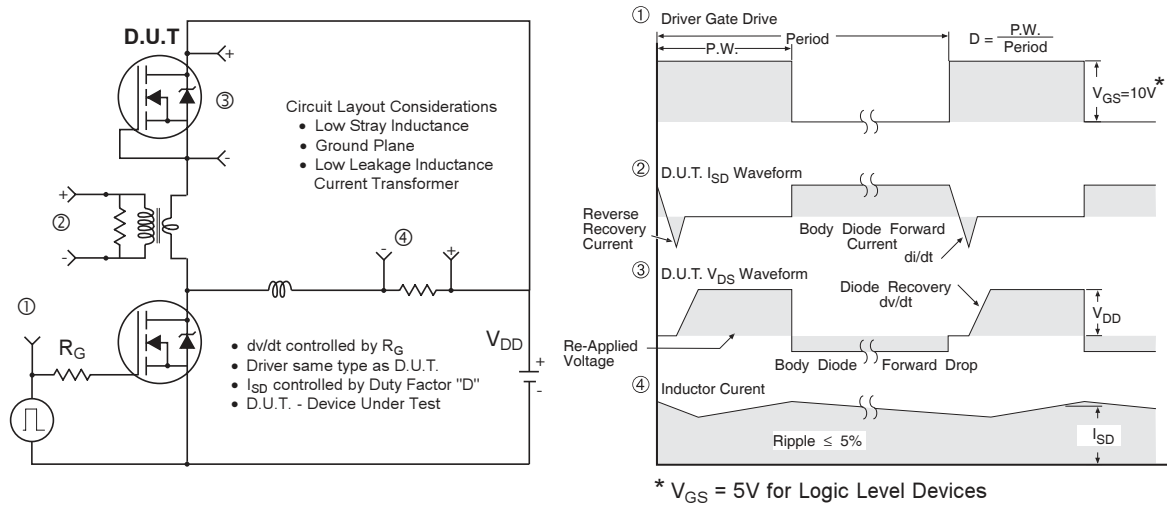 D.U.T
+
③
-
Circuit Layout Considerations
• Low Stray Inductance
• Ground Plane
• Low Leakage Inductance
Current Transformer
+
②
-
④
- +
①
R_G
• dv/dt controlled by R_G
• Driver same type as D.U.T.
• I_SD controlled by Duty Factor "D"
• D.U.T. - Device Under Test
V_DD
+
-
① Driver Gate Drive
P.W.
Period
D = P.W. / Period
V_GS=10V *
② D.U.T. I_SD Waveform
Reverse
Recovery
Current
Body Diode Forward
Current
di/dt
③ D.U.T. V_DS Waveform
Diode Recovery
dv/dt
V_DD
Re-Applied
Voltage
Body Diode Forward Drop
④ Inductor Curent
Ripple ≤ 5%
I_SD
* V_GS = 5V for Logic Level Devices